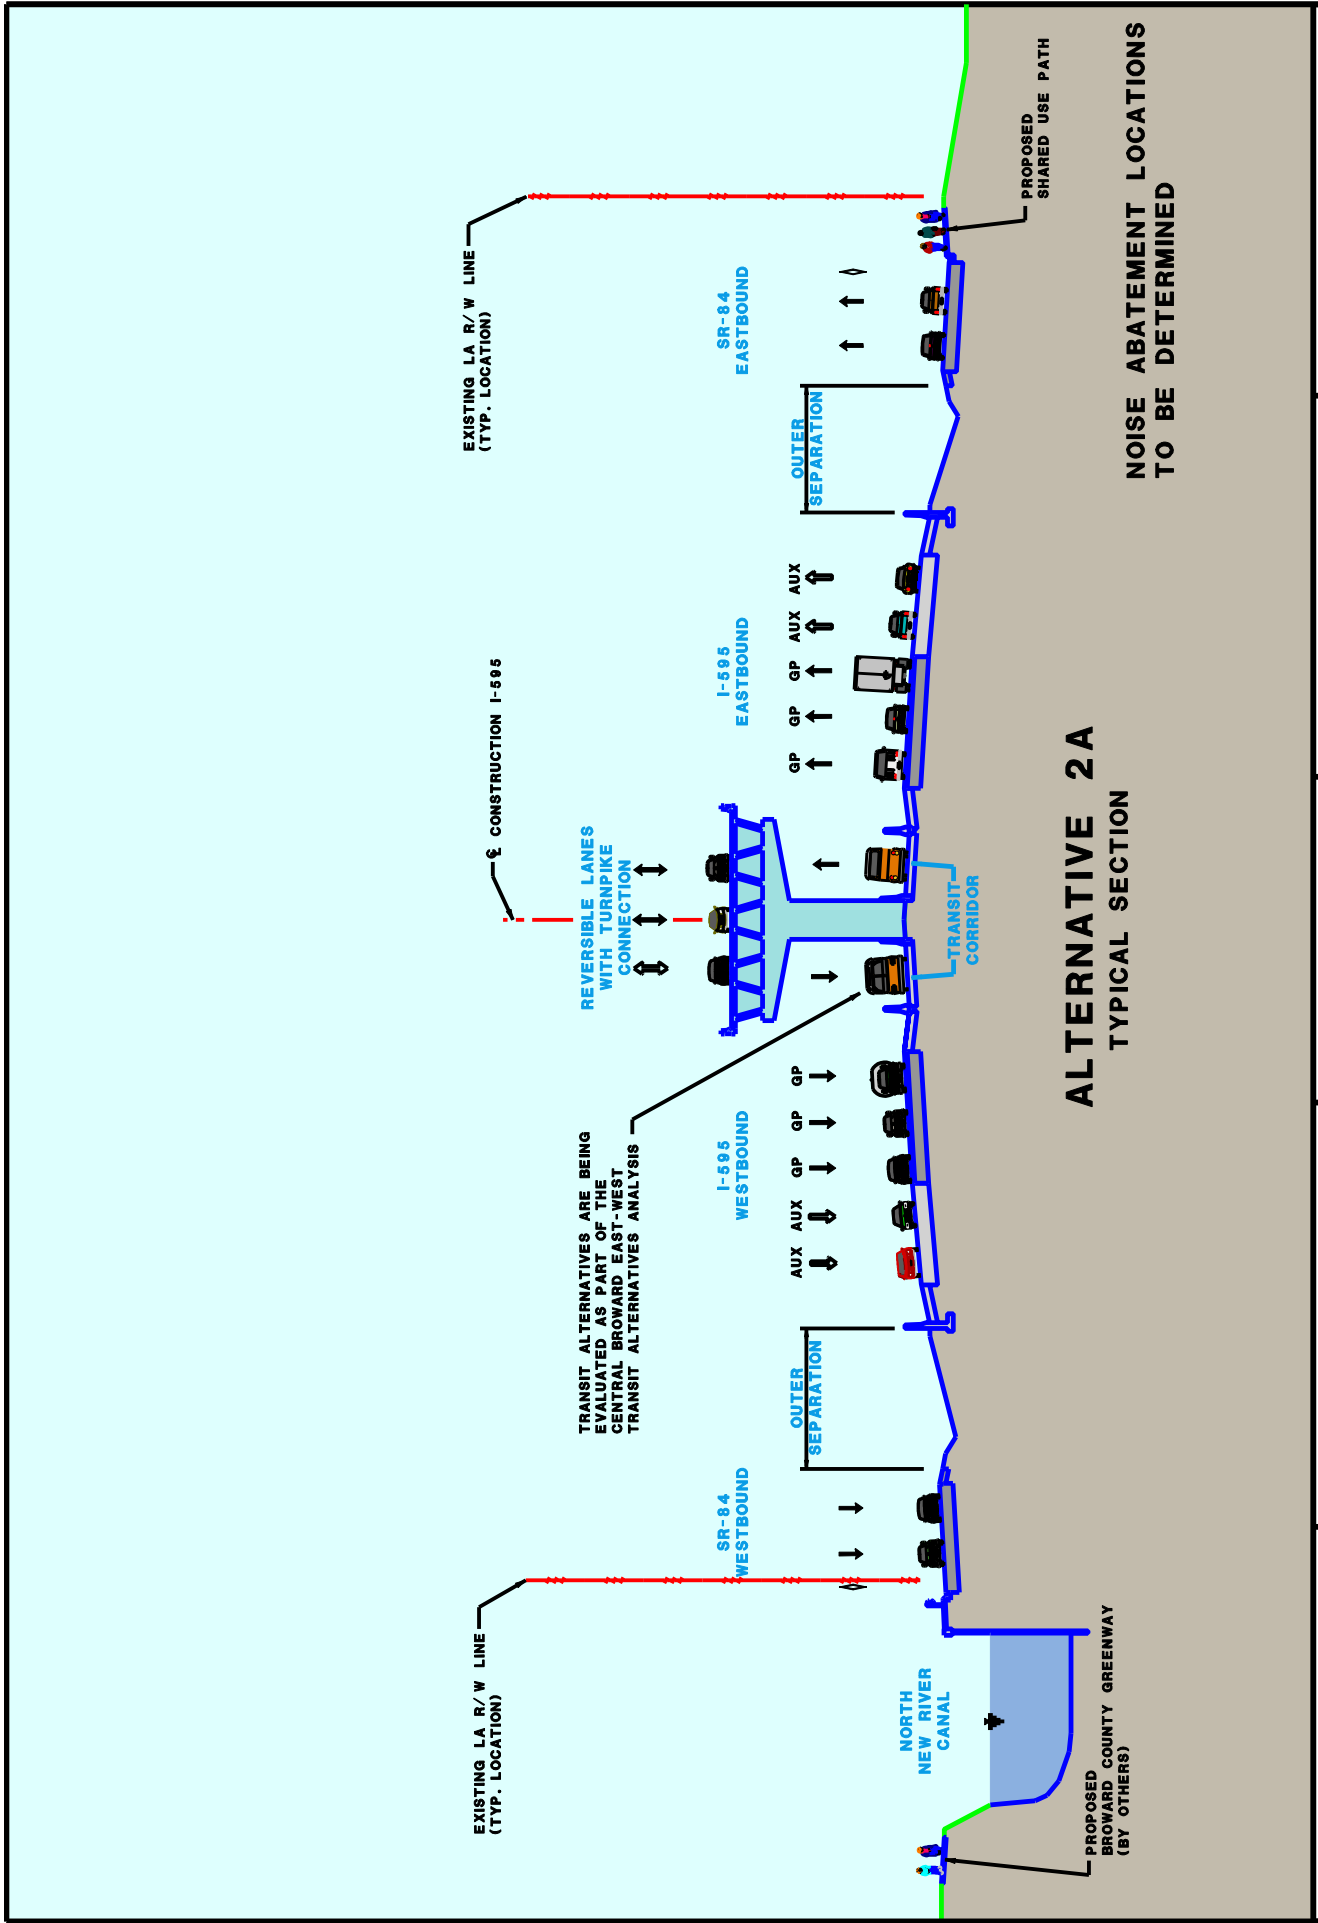 EXISTING LA R/W LINE
(TYP. LOCATION)
℄ CONSTRUCTION I-595
EXISTING LA R/W LINE
(TYP. LOCATION)
TRANSIT ALTERNATIVES ARE BEING
EVALUATED AS PART OF THE
CENTRAL BROWARD EAST-WEST
TRANSIT ALTERNATIVES ANALYSIS
REVERSIBLE LANES
WITH TURNPIKE
CONNECTION
SR-84
WESTBOUND
I-595
WESTBOUND
I-595
EASTBOUND
SR-84
EASTBOUND
OUTER
SEPARATION
AUX
AUX
GP
GP
GP
GP
GP
GP
AUX
AUX
OUTER
SEPARATION
NORTH
NEW RIVER
CANAL
TRANSIT
CORRIDOR
PROPOSED
SHARED USE PATH
PROPOSED
BROWARD COUNTY GREENWAY
(BY OTHERS)
ALTERNATIVE 2A
TYPICAL SECTION
NOISE ABATEMENT LOCATIONS
TO BE DETERMINED